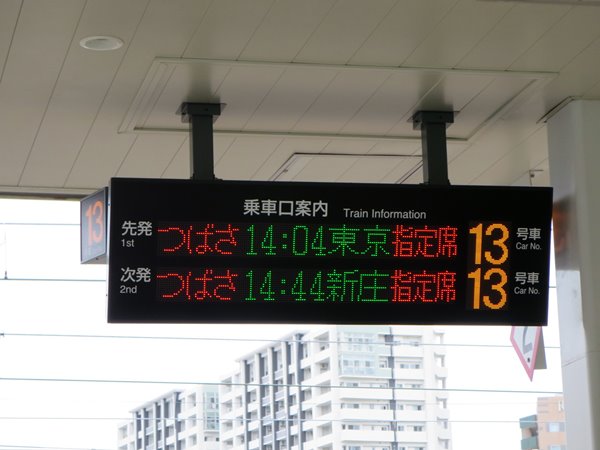 乗車口案内 Train Information
先発 つばさ 14:04 東京 指定席 13 号車
1st Car No.
次発 つばさ 14:44 新庄 指定席 13 号車
2nd Car No.
13